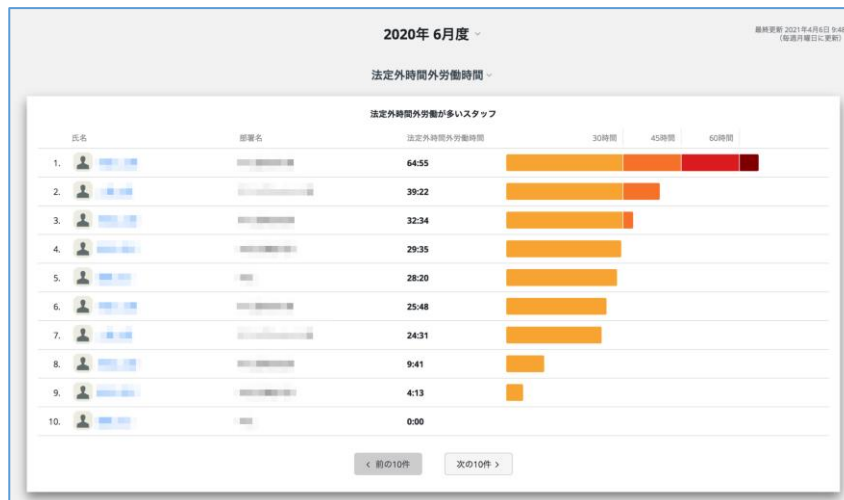 2020年 6月度
最終更新 2021年4月6日 9:48
（毎週月曜日に更新）
法定外時間外労働時間
法定外時間外労働が多いスタッフ
氏名 部署名 法定外時間外労働時間 30時間 45時間 60時間
1. 64:55
2. 39:22
3. 32:34
4. 29:35
5. 28:20
6. 25:48
7. 24:31
8. 9:41
9. 4:13
10. 0:00
< 前の10件 次の10件 >